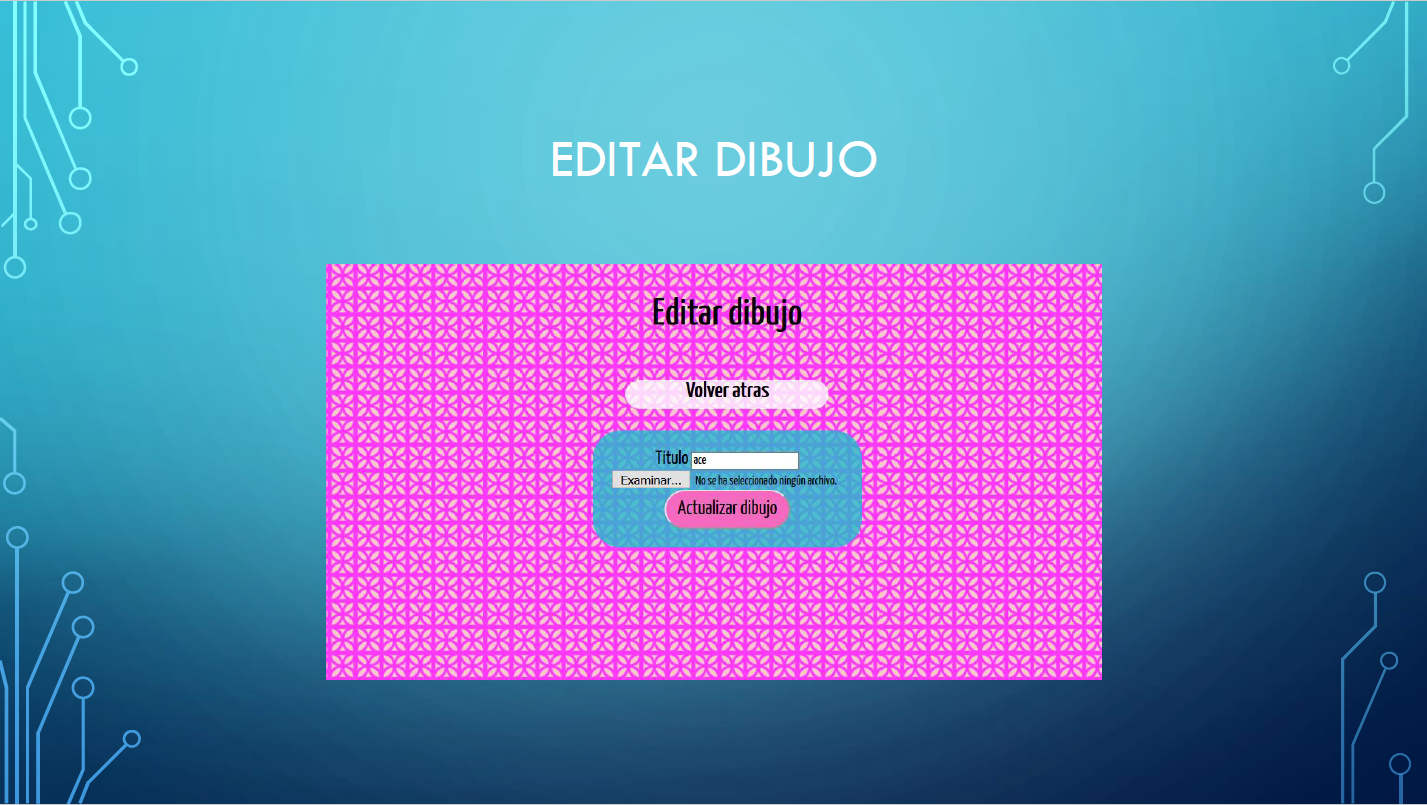 EDITAR DIBUJO
Editar dibujo
Volver atras
Titulo ace
Examinar... No se ha seleccionado ningún archivo.
Actualizar dibujo